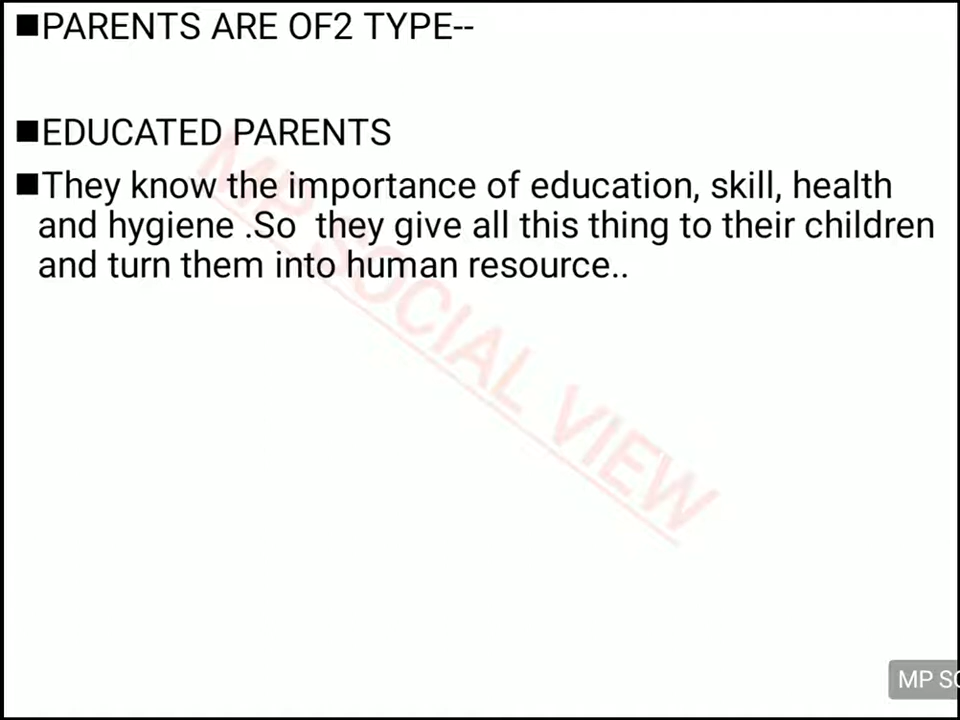 ■PARENTS ARE OF2 TYPE--
■EDUCATED PARENTS
■They know the importance of education, skill, health
and hygiene .So  they give all this thing to their children
and turn them into human resource..
MP SOCIAL VIEW
MP SO